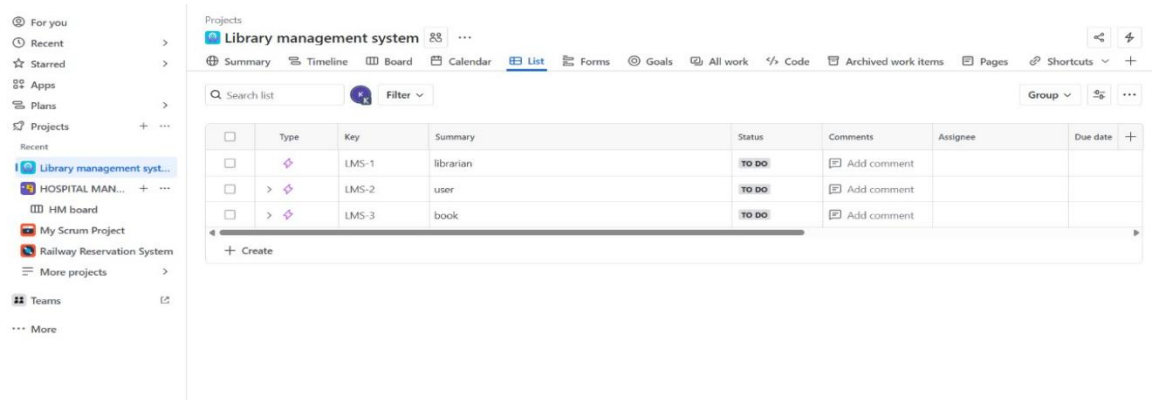 For you
Recent
Starred
Apps
Plans
Projects
Recent
Library management syst...
HOSPITAL MAN...
HM board
My Scrum Project
Railway Reservation System
More projects
Teams
More
Projects
Library management system
Summary Timeline Board Calendar List Forms Goals All work Code Archived work items Pages Shortcuts
Search list K K Filter Group
Type Key Summary Status Comments Assignee Due date
LMS-1 librarian TO DO Add comment
LMS-2 user TO DO Add comment
LMS-3 book TO DO Add comment
Create